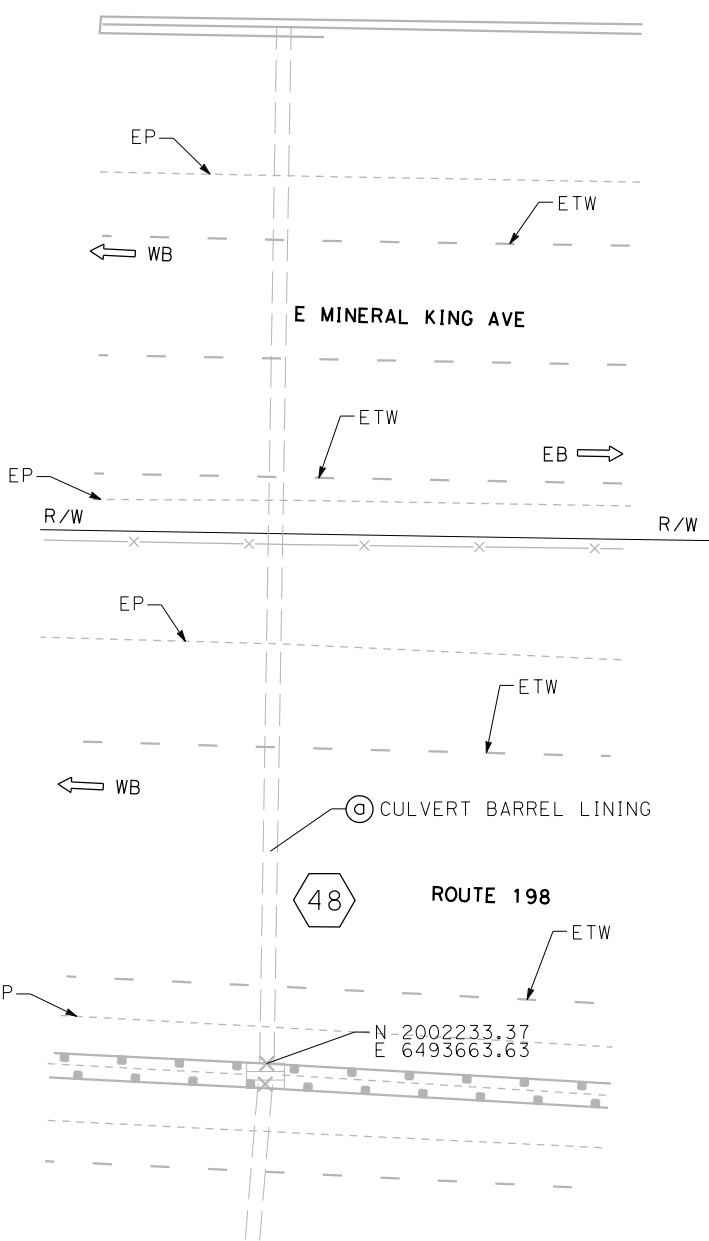 EP
ETW
WB
E MINERAL KING AVE
ETW
EB
EP
R/W
R/W
EP
ETW
WB
a CULVERT BARREL LINING
48
ROUTE 198
ETW
P
N 2002233.37
E 6493663.63